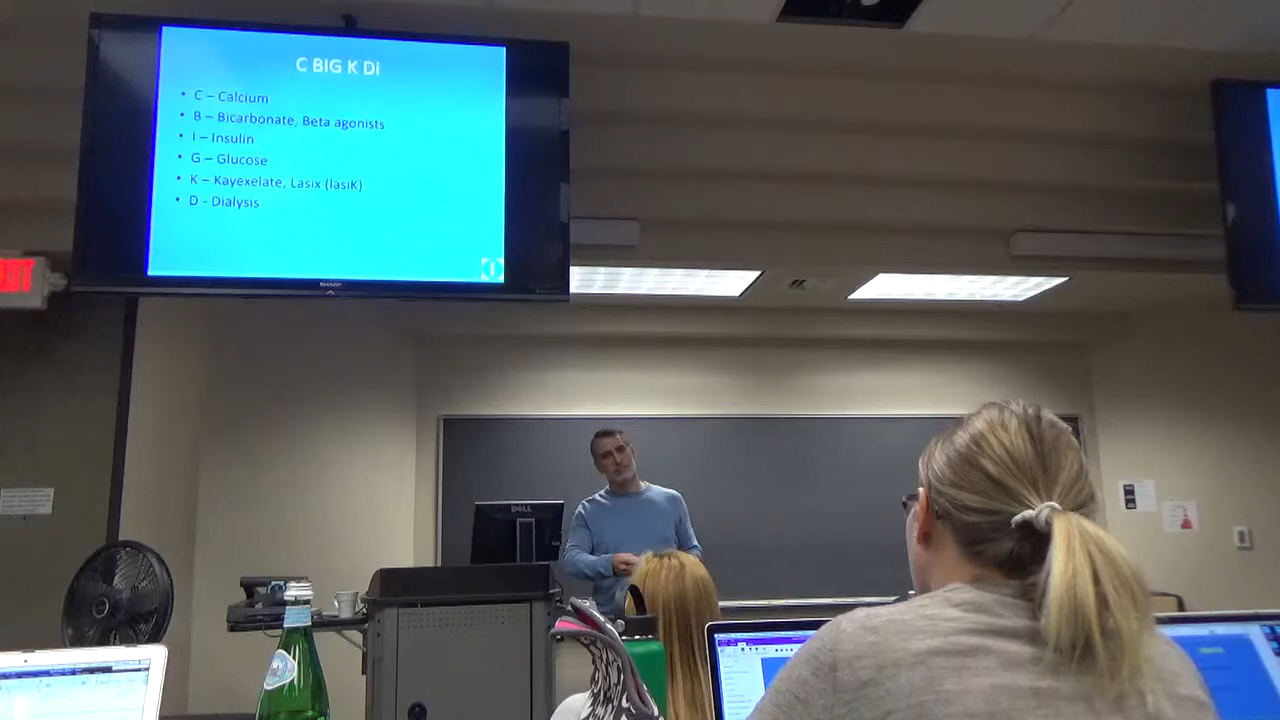 C BIG K Di
• C – Calcium
• B – Bicarbonate, Beta agonists
• I – Insulin
• G – Glucose
• K – Kayexelate, Lasix (lasiK)
• D - Dialysis
SHARP
DELL